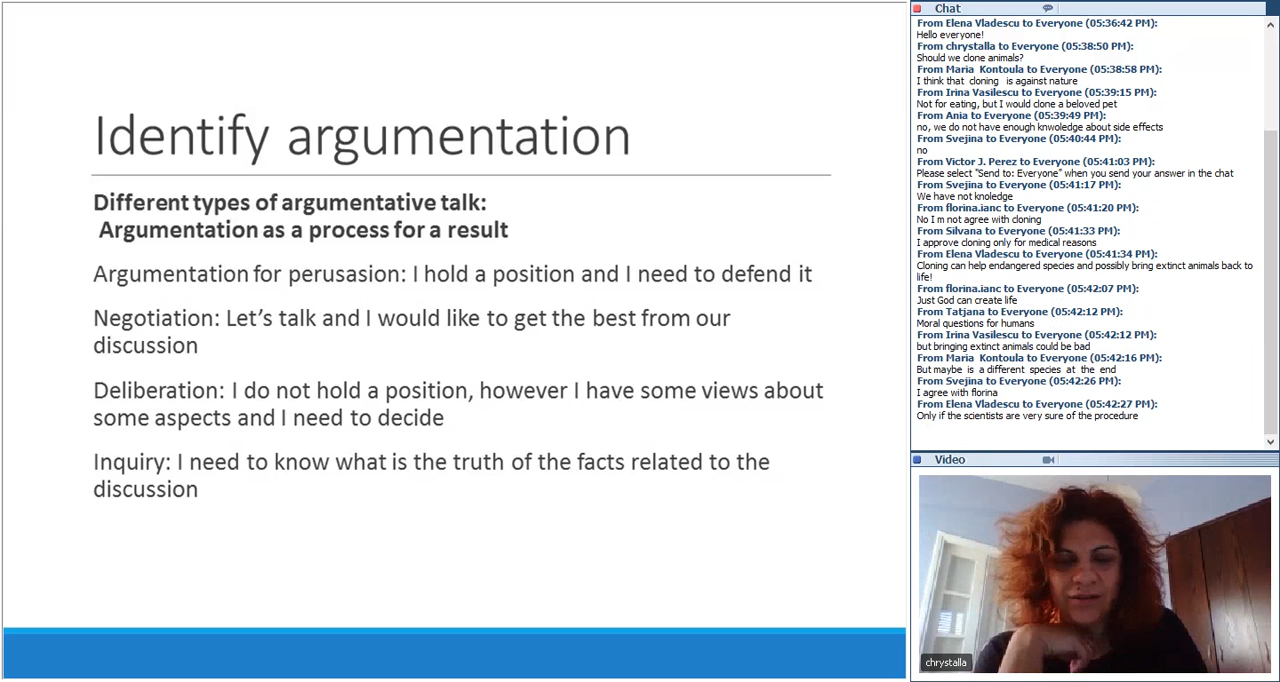 Identify argumentation
Different types of argumentative talk:
Argumentation as a process for a result
Argumentation for perusasion: I hold a position and I need to defend it
Negotiation: Let's talk and I would like to get the best from our
discussion
Deliberation: I do not hold a position, however I have some views about
some aspects and I need to decide
Inquiry: I need to know what is the truth of the facts related to the
discussion
Chat
From Elena Vladescu to Everyone (05:36:42 PM):
Hello everyone!
From chrystalla to Everyone (05:38:50 PM):
Should we clone animals?
From Maria Kontoula to Everyone (05:38:58 PM):
I think that cloning is against nature
From Irina Vasilescu to Everyone (05:39:15 PM):
Not for eating, but I would clone a beloved pet
From Ania to Everyone (05:39:49 PM):
no, we do not have enough knwoledge about side effects
From Svejina to Everyone (05:40:44 PM):
no
From Victor J. Perez to Everyone (05:41:03 PM):
Please select "Send to: Everyone" when you send your answer in the chat
From Svejina to Everyone (05:41:17 PM):
We have not knoledge
From florina.ianc to Everyone (05:41:20 PM):
No I m not agree with cloning
From Silvana to Everyone (05:41:33 PM):
I approve cloning only for medical reasons
From Elena Vladescu to Everyone (05:41:34 PM):
Cloning can help endangered species and possibly bring extinct animals back to
life!
From florina.ianc to Everyone (05:42:07 PM):
Just God can create life
From Tatjana to Everyone (05:42:12 PM):
Moral questions for humans
From Irina Vasilescu to Everyone (05:42:12 PM):
but bringing extinct animals could be bad
From Maria Kontoula to Everyone (05:42:16 PM):
But maybe is a different species at the end
From Svejina to Everyone (05:42:26 PM):
I agree with florina
From Elena Vladescu to Everyone (05:42:27 PM):
Only if the scientists are very sure of the procedure
Video
chrystalla